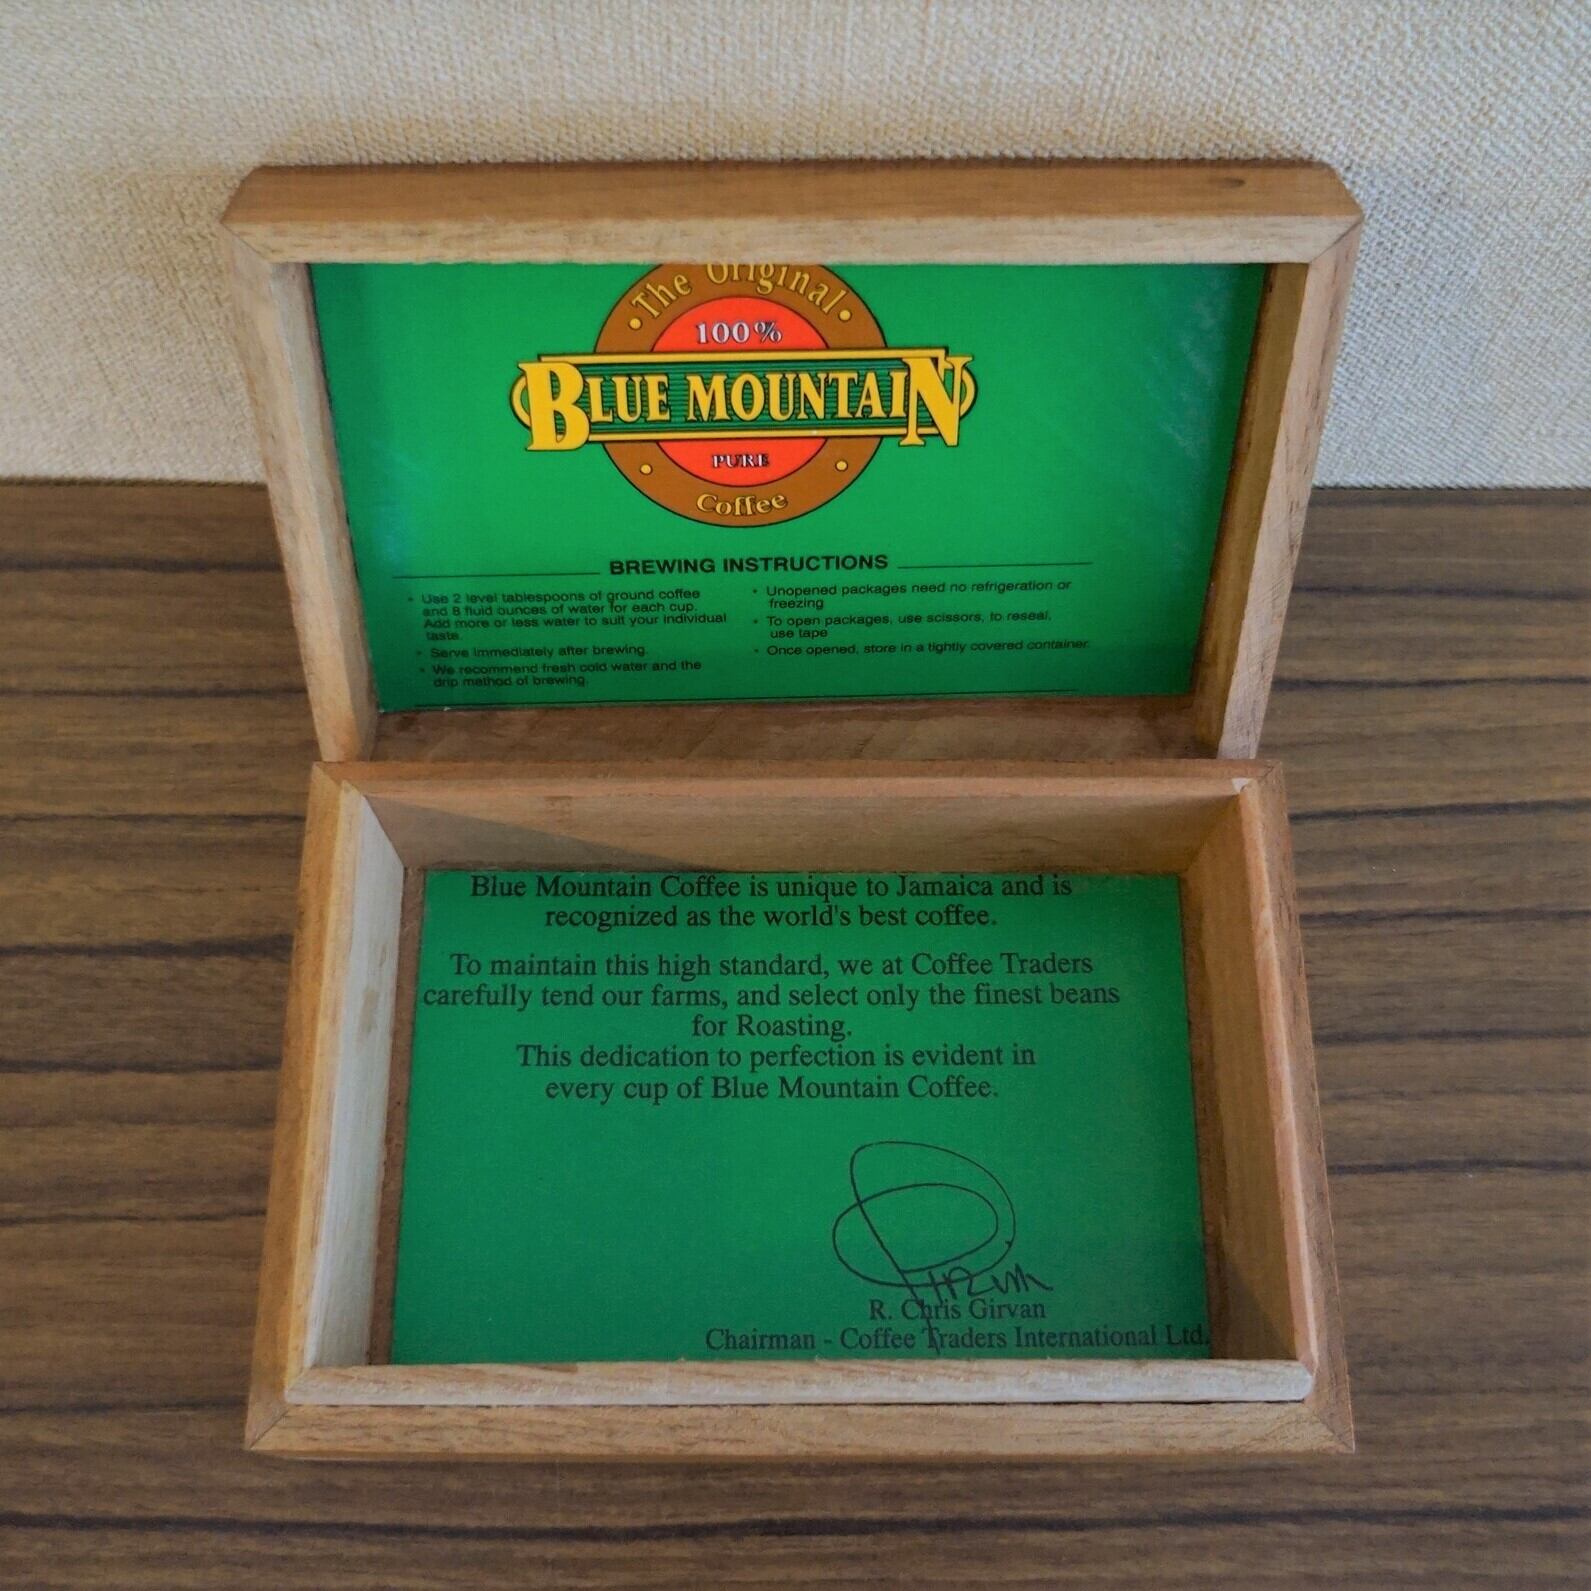 The Original
100%
BLUE MOUNTAIN
PURE
Coffee
BREWING INSTRUCTIONS
• Use 2 level tablespoons of ground coffee
and 8 fluid ounces of water for each cup.
Add more or less water to suit your individual
taste.
• Serve immediately after brewing.
• We recommend fresh cold water and the
drip method of brewing.
• Unopened packages need no refrigeration or
freezing
• To open packages, use scissors, to reseal,
use tape
• Once opened, store in a tightly covered container.
Blue Mountain Coffee is unique to Jamaica and is
recognized as the world's best coffee.
To maintain this high standard, we at Coffee Traders
carefully tend our farms, and select only the finest beans
for Roasting.
This dedication to perfection is evident in
every cup of Blue Mountain Coffee.
R. Chris Girvan
Chairman - Coffee Traders International Ltd.